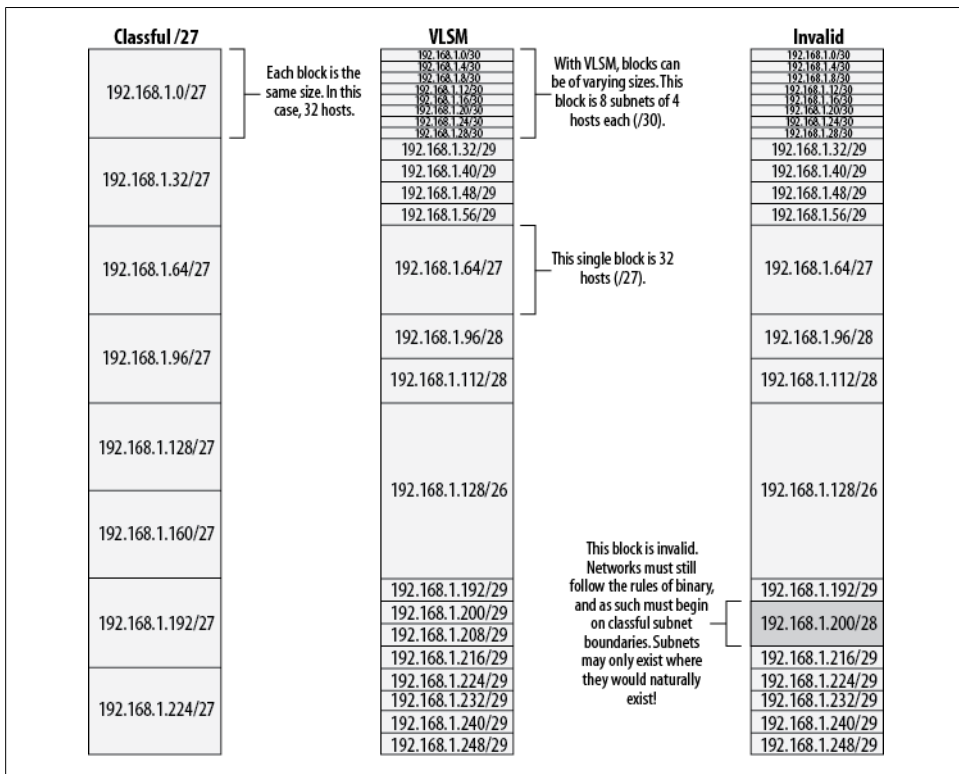 Classful /27
192.168.1.0/27
192.168.1.32/27
192.168.1.64/27
192.168.1.96/27
192.168.1.128/27
192.168.1.160/27
192.168.1.192/27
192.168.1.224/27
Each block is the
same size. In this
case, 32 hosts.
VLSM
192.168.1.0/30
192.168.1.4/30
192.168.1.8/30
192.168.1.12/30
192.168.1.16/30
192.168.1.20/30
192.168.1.24/30
192.168.1.28/30
192.168.1.32/29
192.168.1.40/29
192.168.1.48/29
192.168.1.56/29
192.168.1.64/27
192.168.1.96/28
192.168.1.112/28
192.168.1.128/26
192.168.1.192/29
192.168.1.200/29
192.168.1.208/29
192.168.1.216/29
192.168.1.224/29
192.168.1.232/29
192.168.1.240/29
192.168.1.248/29
With VLSM, blocks can
be of varying sizes. This
block is 8 subnets of 4
hosts each (/30).
This single block is 32
hosts (/27).
Invalid
192.168.1.0/30
192.168.1.4/30
192.168.1.8/30
192.168.1.12/30
192.168.1.16/30
192.168.1.20/30
192.168.1.24/30
192.168.1.28/30
192.168.1.32/29
192.168.1.40/29
192.168.1.48/29
192.168.1.56/29
192.168.1.64/27
192.168.1.96/28
192.168.1.112/28
192.168.1.128/26
192.168.1.192/29
192.168.1.200/28
192.168.1.216/29
192.168.1.224/29
192.168.1.232/29
192.168.1.240/29
192.168.1.248/29
This block is invalid.
Networks must still
follow the rules of binary,
and as such must begin
on classful subnet
boundaries. Subnets
may only exist where
they would naturally
exist!